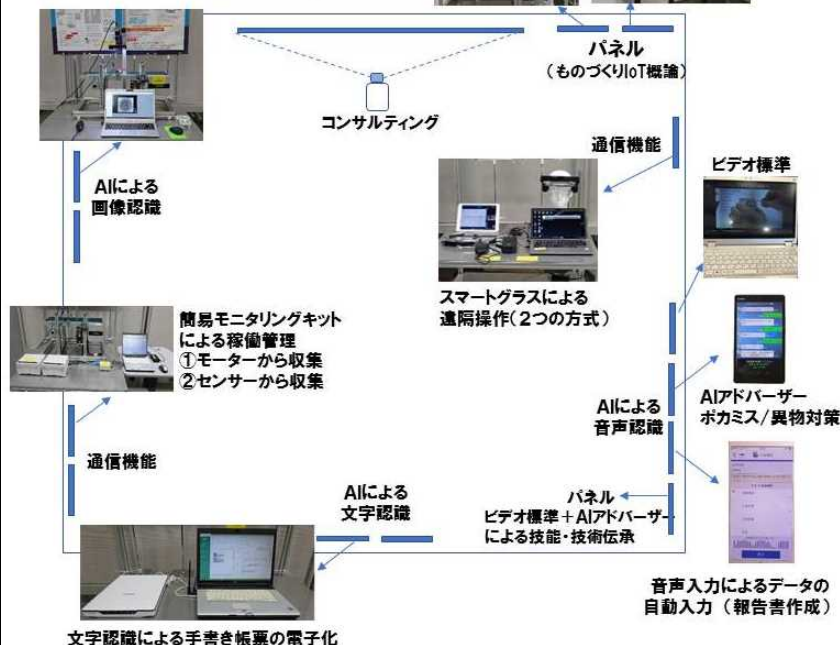 パネル
（ものづくりIoT概論）
コンサルティング
通信機能
ビデオ標準
AIによる
画像認識
スマートグラスによる
遠隔操作（２つの方式）
簡易モニタリングキット
による稼働管理
①モーターから収集
②センサーから収集
AIアドバーザー
ポカミス/異物対策
AIによる
音声認識
通信機能
AIによる
文字認識
パネル
ビデオ標準＋AIアドバーザー
による技能・技術伝承
音声入力によるデータの
自動入力（報告書作成）
文字認識による手書き帳票の電子化